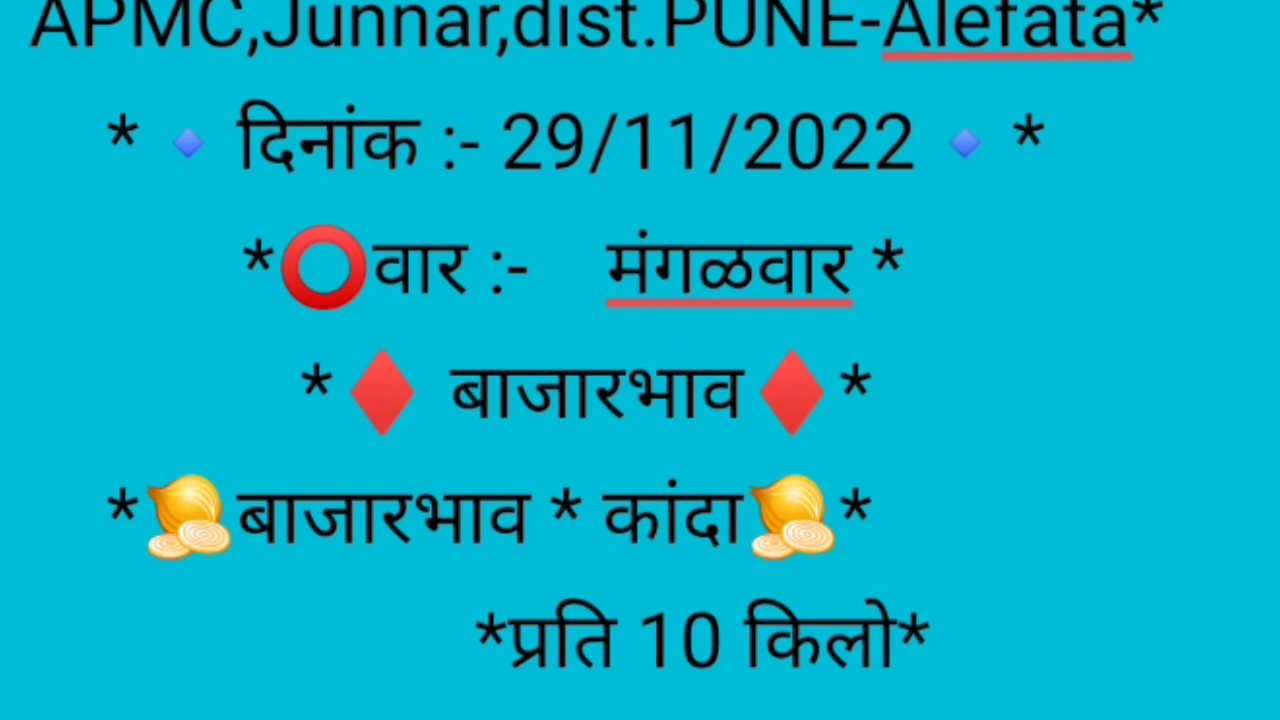 APMC,Junnar,dist.PUNE-Alefata*
* 🔹 दिनांक :- 29/11/2022 🔹 *
*⭕वार :- मंगळवार *
*♦️ बाजारभाव♦️*
*🧅बाजारभाव * कांदा🧅*
*प्रति 10 किलो*